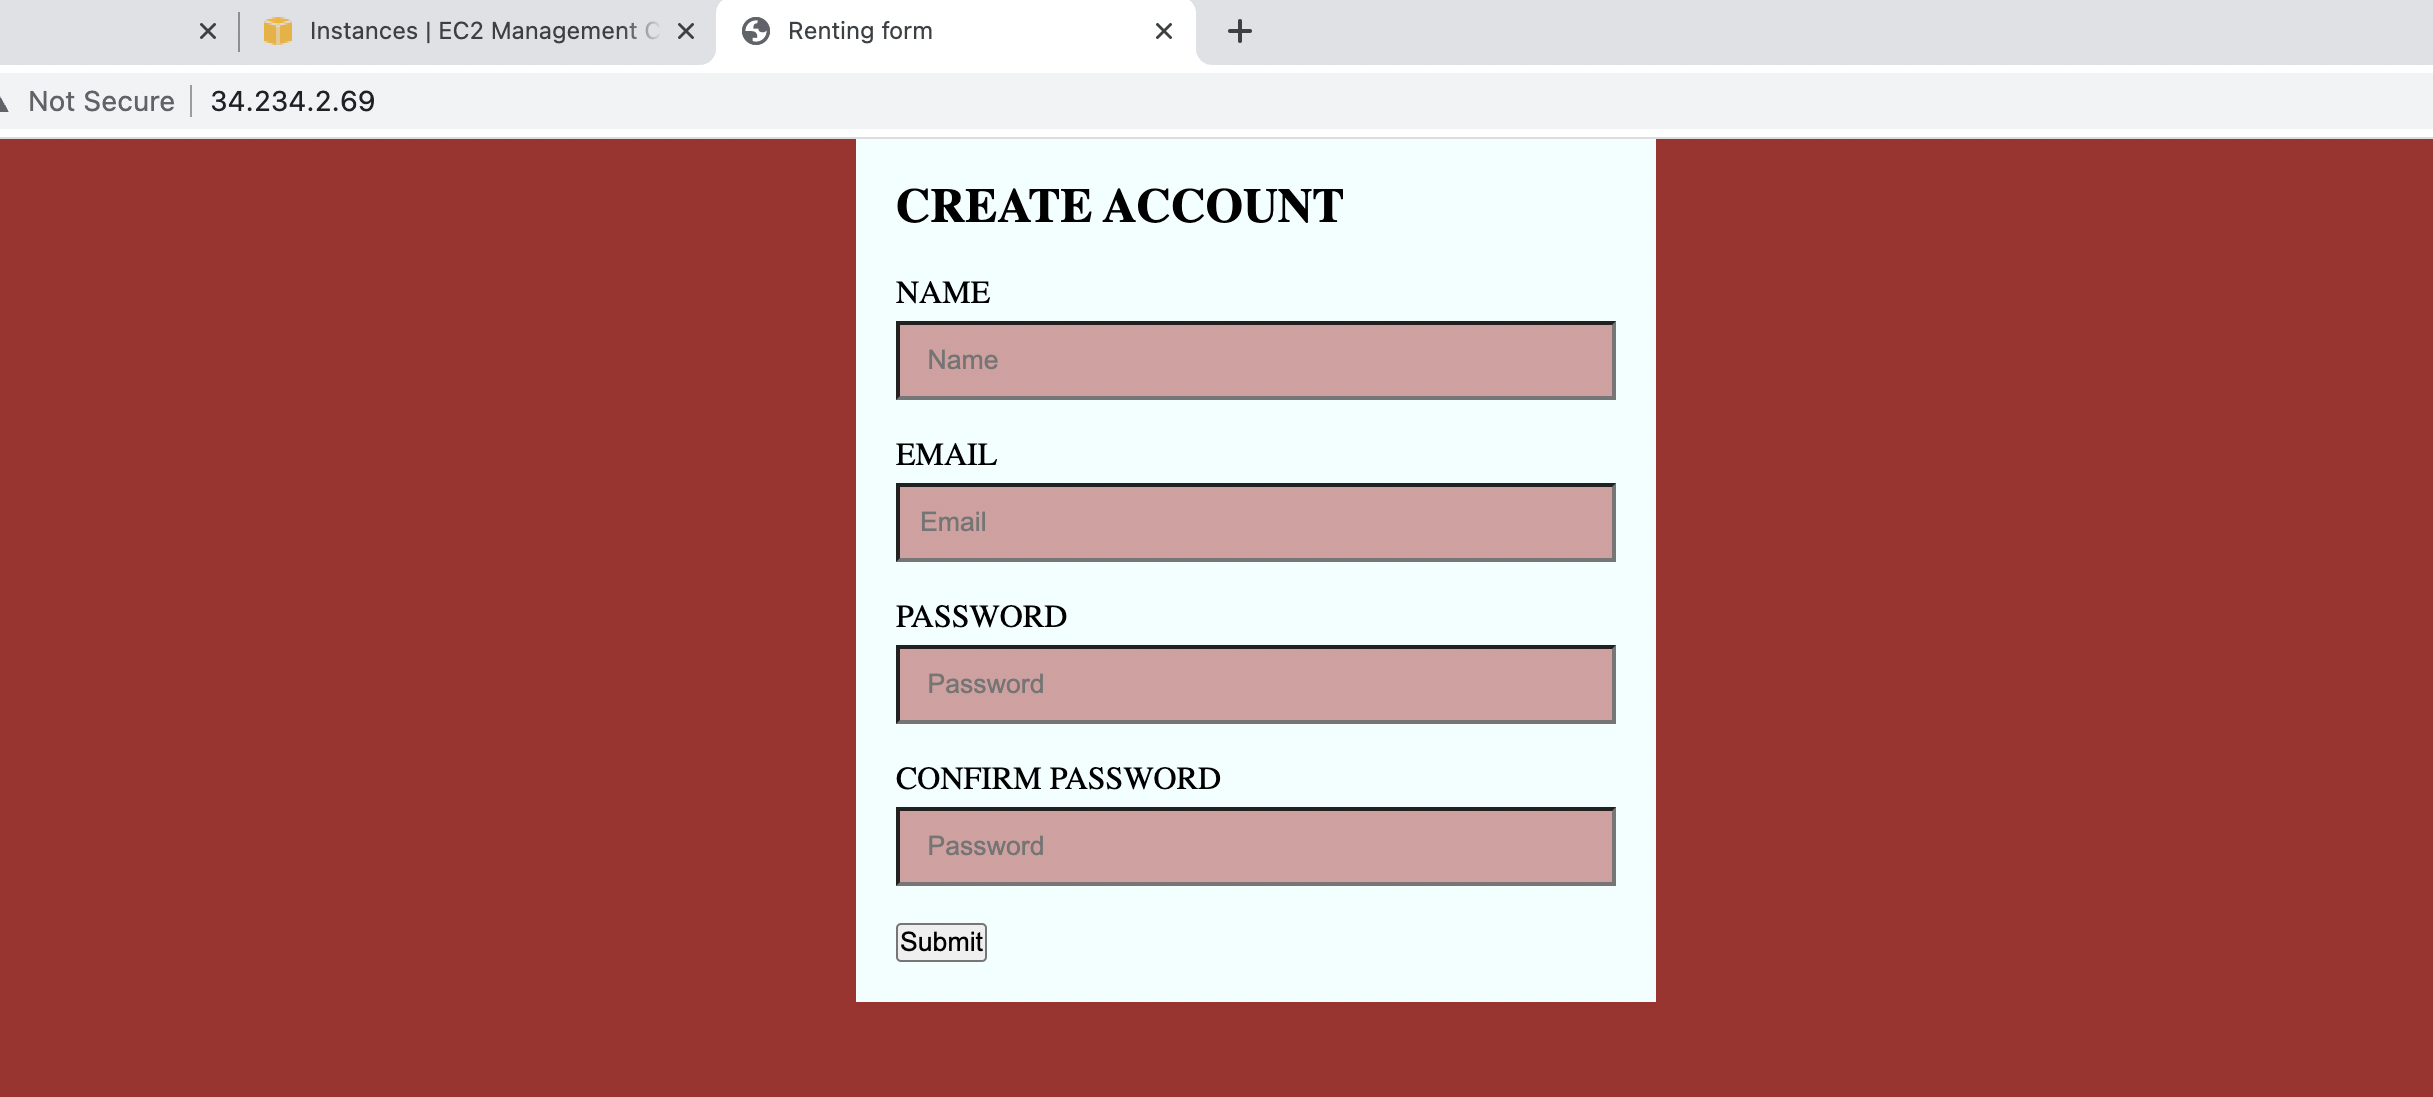 Instances | EC2 Management C
Renting form
Not Secure
34.234.2.69
CREATE ACCOUNT
NAME
Name
EMAIL
Email
PASSWORD
Password
CONFIRM PASSWORD
Password
Submit